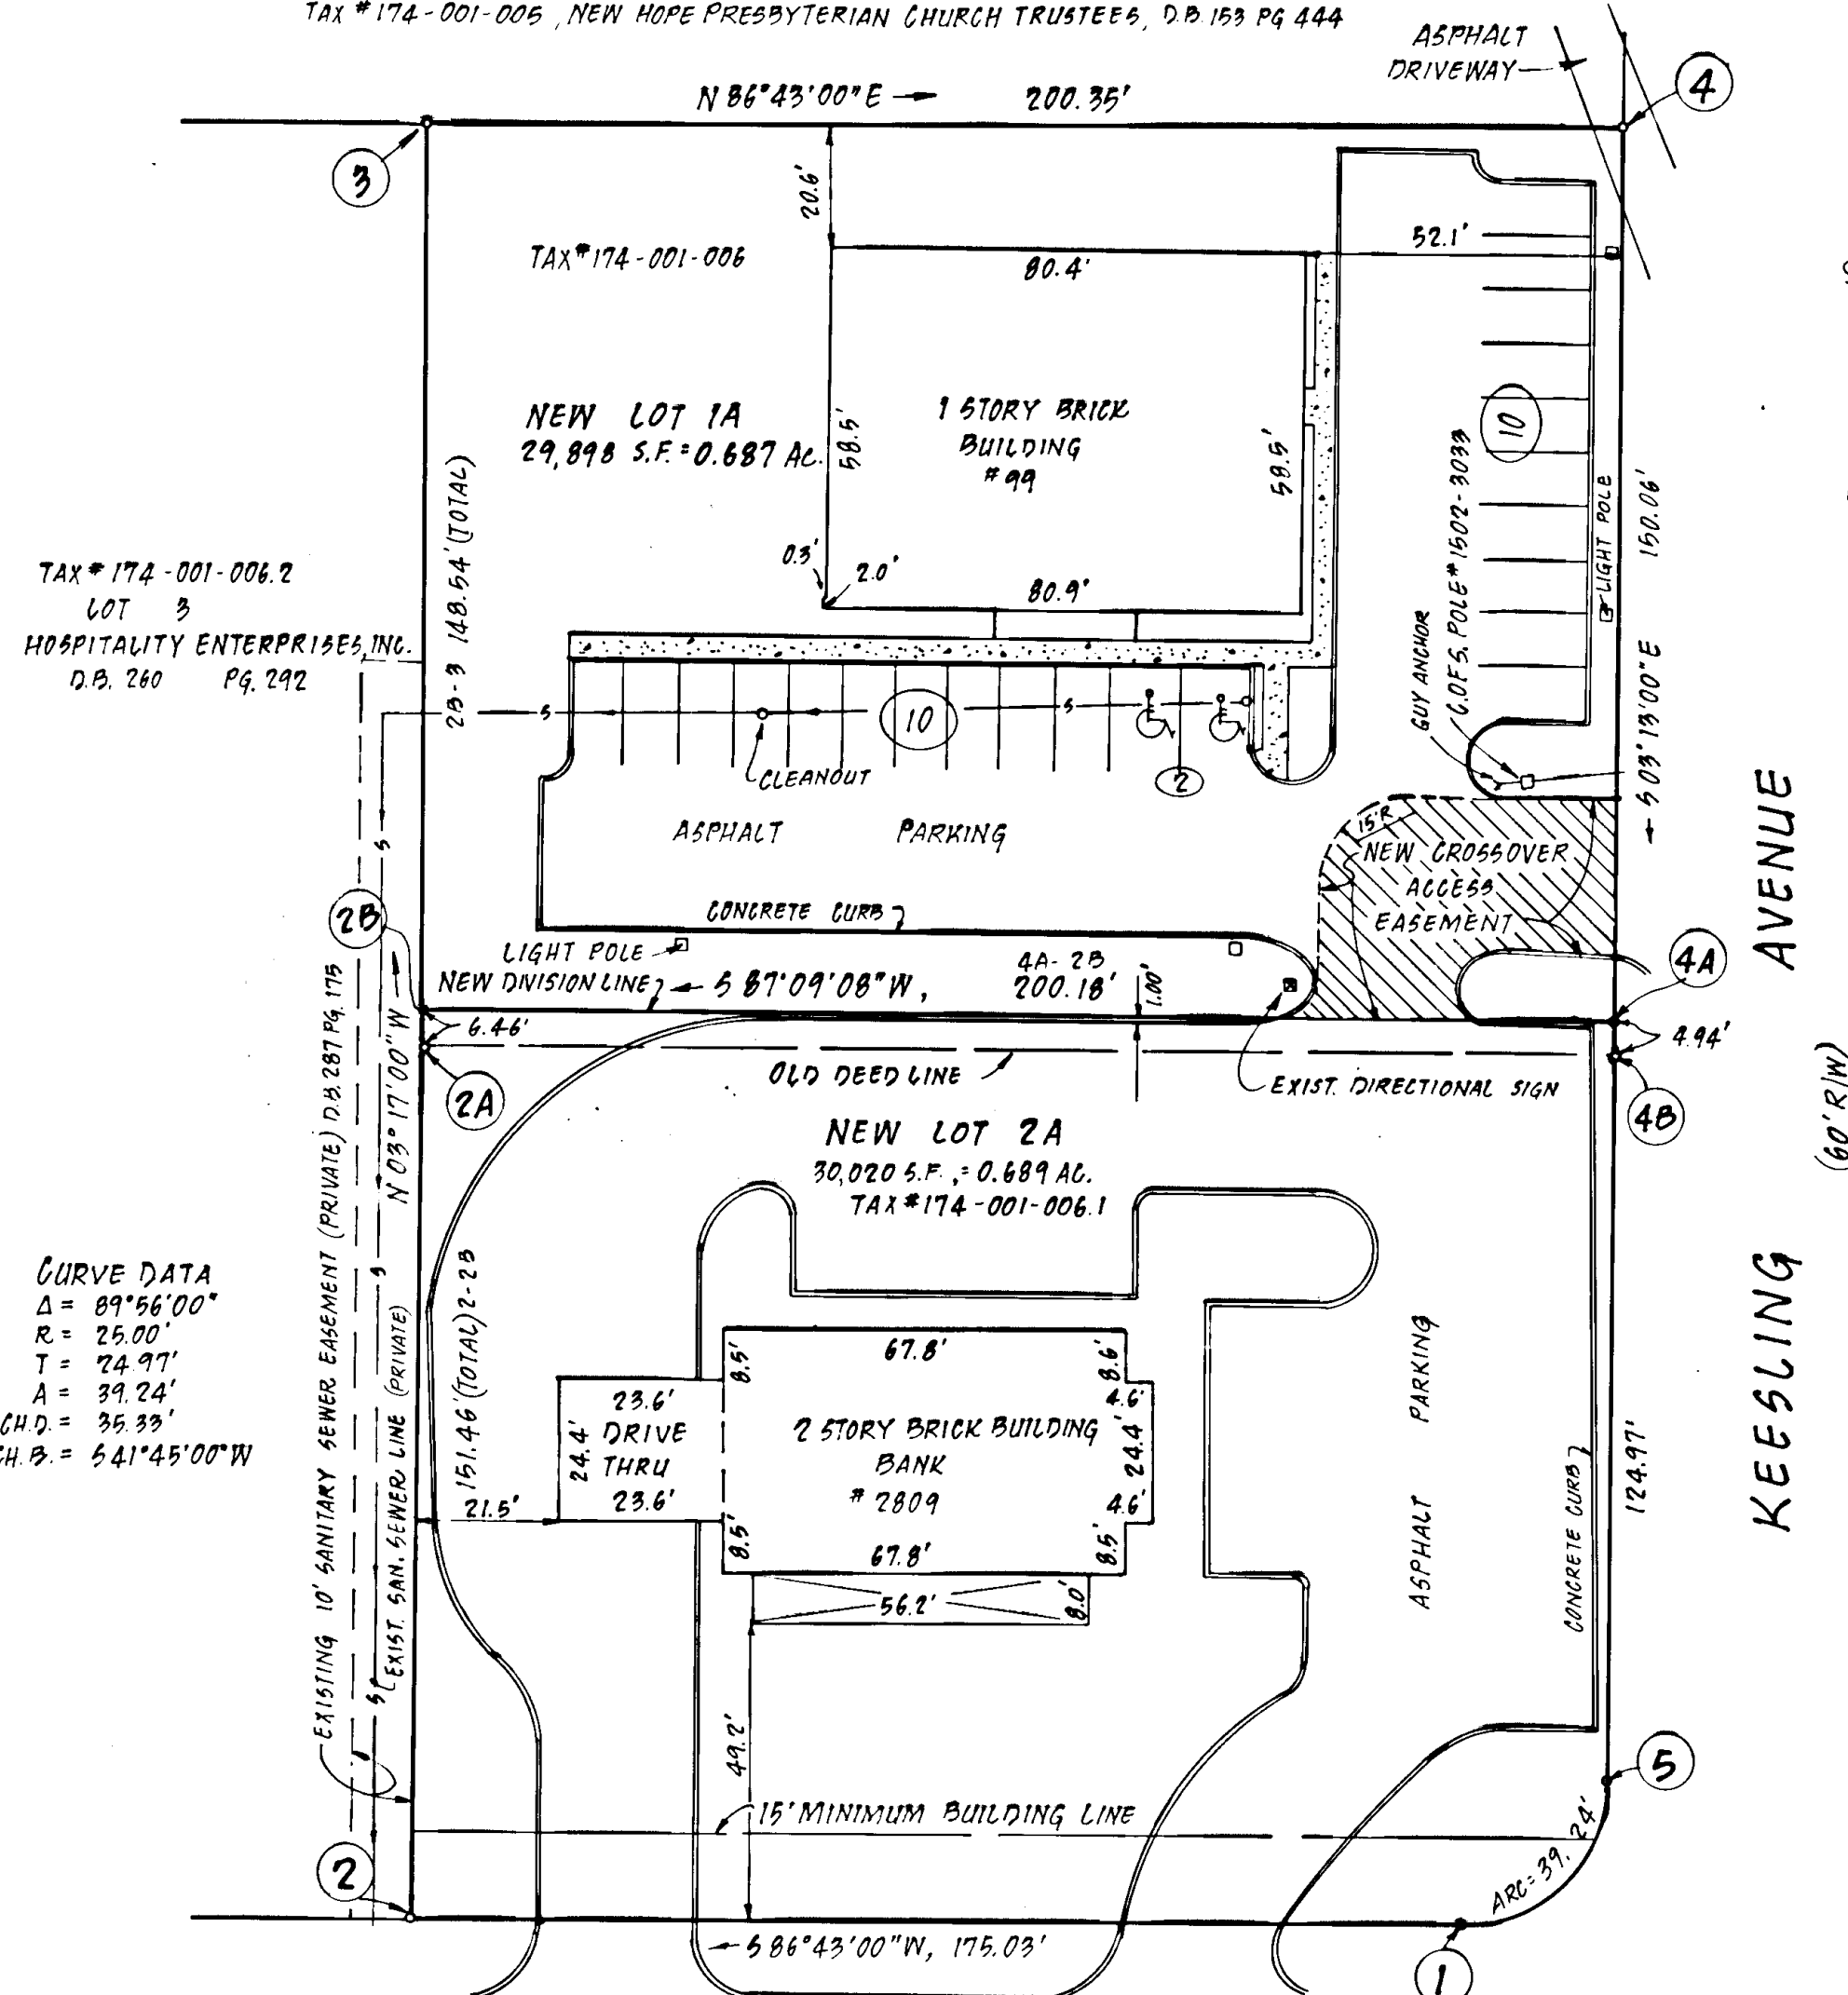 TAX # 174-001-005, NEW HOPE PRESBYTERIAN CHURCH TRUSTEES, D.B. 153 PG 444
ASPHALT
DRIVEWAY
N 86°43'00"E 200.35'
4
3
20.6'
52.1'
TAX # 174-001-006
80.4'
NEW LOT 1A
29,898 S.F. = 0.687 AC.
58.5'
1 STORY BRICK
BUILDING
# 99
58.5'
10
LIGHT POLE
150.06'
C.OF.S. POLE # 1502-3033
GUY ANCHOR
2B-3 148.54' (TOTAL)
0.3'
2.0'
80.9'
TAX # 174-001-006.2
LOT 3
HOSPITALITY ENTERPRISES, INC.
D.B. 260 PG. 292
S 03°13'00"E
S
10
S
CLEANOUT
2
ASPHALT PARKING
15'R
NEW CROSSOVER
ACCESS
EASEMENT
AVENUE
S
2B
CONCRETE CURB
LIGHT POLE
NEW DIVISION LINE S 87°09'08"W, 200.18'
4A-2B
1.00'
4A
6.46'
4.94'
OLD DEED LINE
EXIST. DIRECTIONAL SIGN
2A
4B
(60' R/W)
NEW LOT 2A
30,020 S.F., = 0.689 AC.
TAX # 174-001-006.1
N 03°17'00"W
EXISTING 10' SANITARY SEWER EASEMENT (PRIVATE) D.B. 287 PG. 175
S
EXIST. SAN. SEWER LINE (PRIVATE)
S
151.46' (TOTAL) 2-2B
CURVE DATA
Δ = 89°56'00"
R = 25.00'
T = 24.97'
A = 39.24'
CH.D. = 35.33'
CH.B. = S41°45'00"W
KEESLING
8.5'
67.8'
8.6'
23.6'
4.6'
24.4'
DRIVE
THRU
23.6'
2 STORY BRICK BUILDING
BANK
# 2809
24.4'
4.6'
21.5'
8.5'
67.8'
8.5'
56.2'
8.0'
ASPHALT PARKING
CONCRETE CURB
124.97'
49.2'
5
15' MINIMUM BUILDING LINE
ARC = 39.24'
2
S 86°43'00"W, 175.03'
1